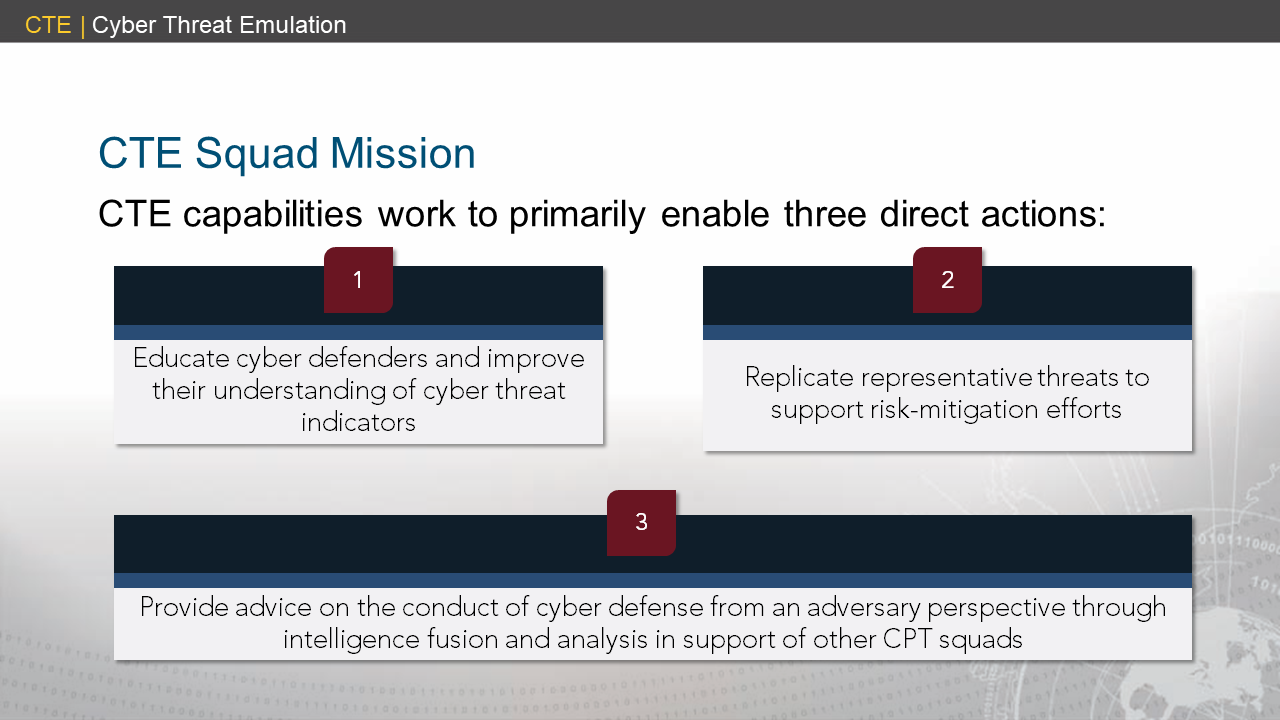 CTE | Cyber Threat Emulation
CTE Squad Mission
CTE capabilities work to primarily enable three direct actions:
1
Educate cyber defenders and improve
their understanding of cyber threat
indicators
2
Replicate representative threats to
support risk-mitigation efforts
3
Provide advice on the conduct of cyber defense from an adversary perspective through
intelligence fusion and analysis in support of other CPT squads